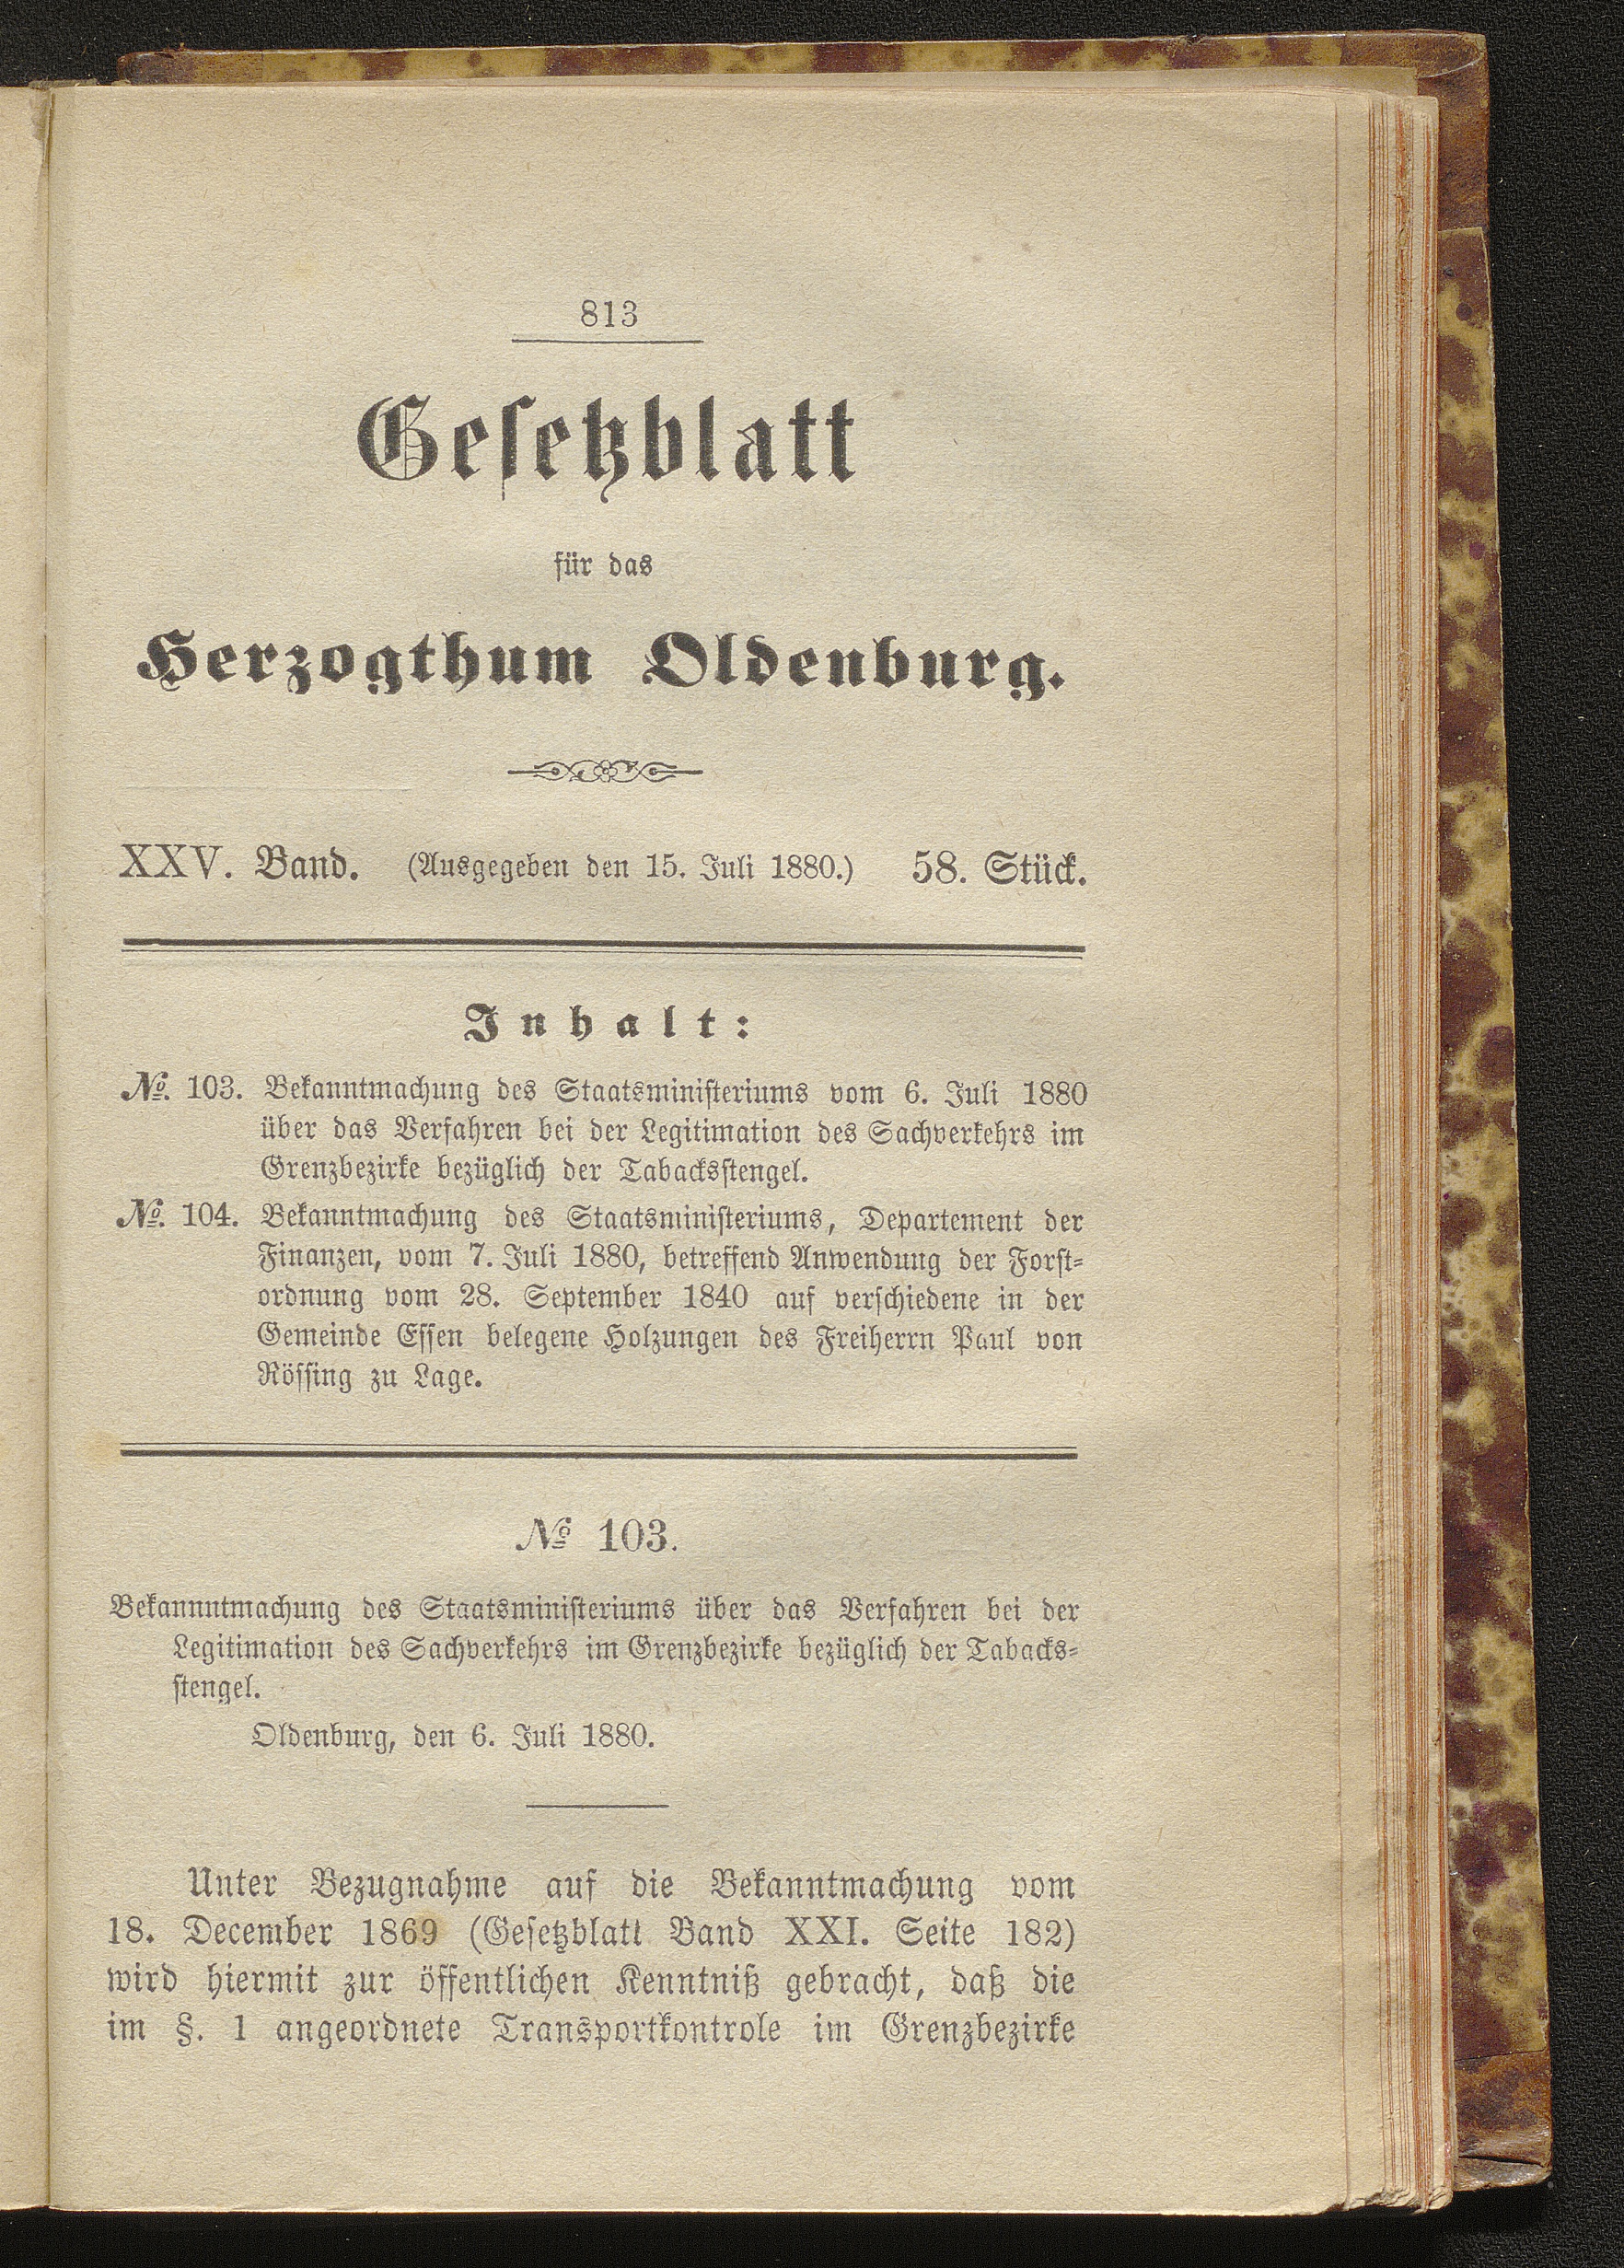 813
Gesetzblatt
für das
Herzogthum Oldenburg.
XXV. Band. (Ausgegeben den 15. Juli 1880.) 58. Stück.
Inhalt:
№. 103. Bekanntmachung des Staatsministeriums vom 6. Juli 1880
über das Verfahren bei der Legitimation des Sachverkehrs im
Grenzbezirke bezüglich der Tabacksstengel.
№. 104. Bekanntmachung des Staatsministeriums, Departement der
Finanzen, vom 7. Juli 1880, betreffend Anwendung der Forst-
ordnung vom 28. September 1840 auf verschiedene in der
Gemeinde Essen belegene Holzungen des Freiherrn Paul von
Rössing zu Lage.
№ 103.
Bekannntmachung des Staatsministeriums über das Verfahren bei der
Legitimation des Sachverkehrs im Grenzbezirke bezüglich der Tabacks-
stengel.
Oldenburg, den 6. Juli 1880.
Unter Bezugnahme auf die Bekanntmachung vom
18. December 1869 (Gesetzblatt Band XXI. Seite 182)
wird hiermit zur öffentlichen Kenntniß gebracht, daß die
im §. 1 angeordnete Transportkontrole im Grenzbezirke